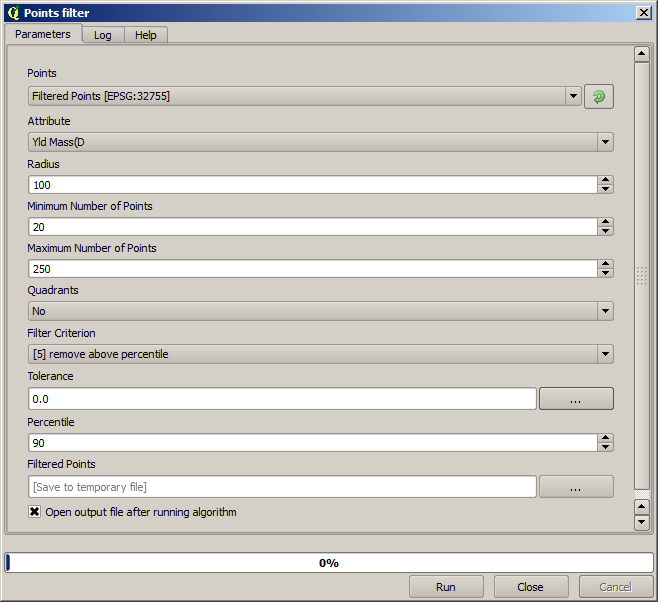 Points filter
Parameters
Log
Help
Points
Filtered Points [EPSG:32755]
Attribute
Yld Mass(D
Radius
100
Minimum Number of Points
20
Maximum Number of Points
250
Quadrants
No
Filter Criterion
[5] remove above percentile
Tolerance
0.0
...
Percentile
90
Filtered Points
[Save to temporary file]
...
Open output file after running algorithm
0%
Run
Close
Cancel